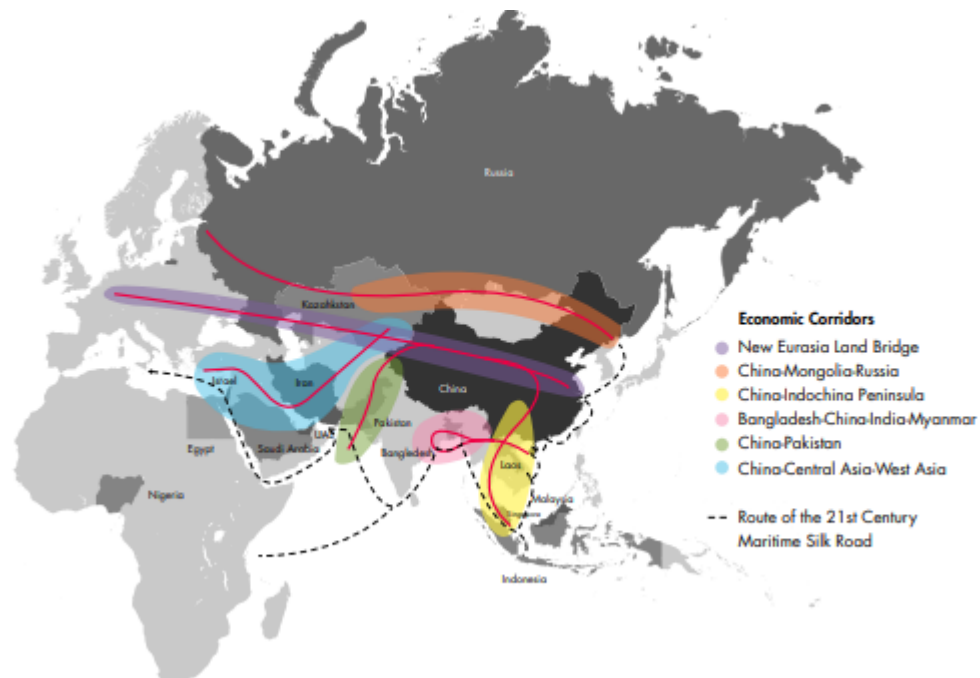 Russia
Kazakhstan
Israel
Iran
China
Pakistan
UAE
Egypt
Saudi Arabia
Bangladesh
Laos
Nigeria
Malaysia
Singapore
Indonesia
Economic Corridors
New Eurasia Land Bridge
China-Mongolia-Russia
China-Indochina Peninsula
Bangladesh-China-India-Myanmar
China-Pakistan
China-Central Asia-West Asia
Route of the 21st Century
Maritime Silk Road